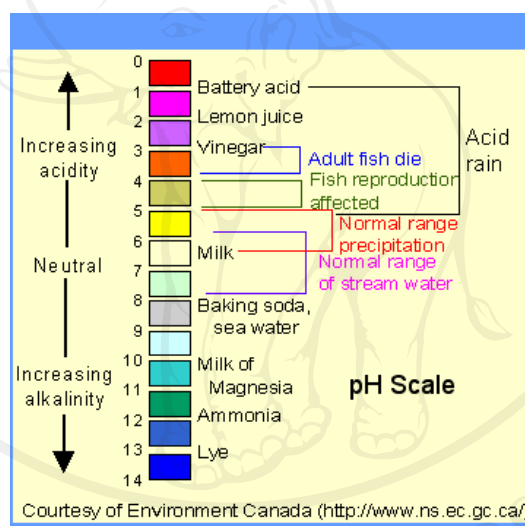 0
1
Battery acid
2
Lemon juice
3
Vinegar
4
5
6
Milk
7
8
Baking soda,
sea water
9
10
Milk of
Magnesia
11
Ammonia
12
13
Lye
14
Increasing
acidity
Neutral
Increasing
alkalinity
Acid
rain
Adult fish die
Fish reproduction
affected
Normal range
precipitation
Normal range
of stream water
pH Scale
Courtesy of Environment Canada (http://www.ns.ec.gc.ca/)